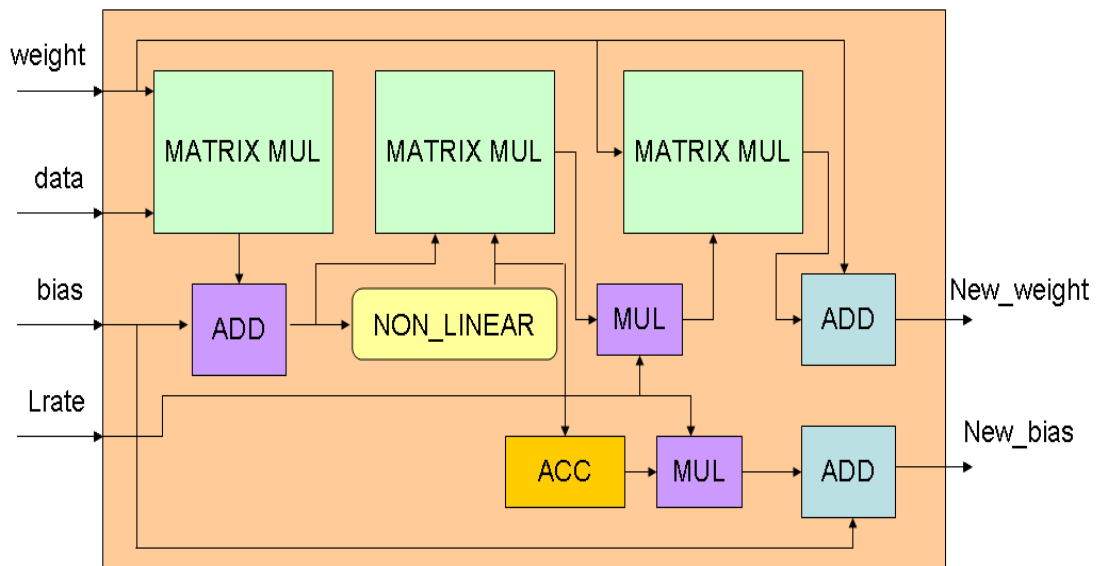 weight
MATRIX MUL
MATRIX MUL
MATRIX MUL
data
bias
ADD
NON_LINEAR
MUL
ADD
New_weight
Lrate
ACC
MUL
ADD
New_bias